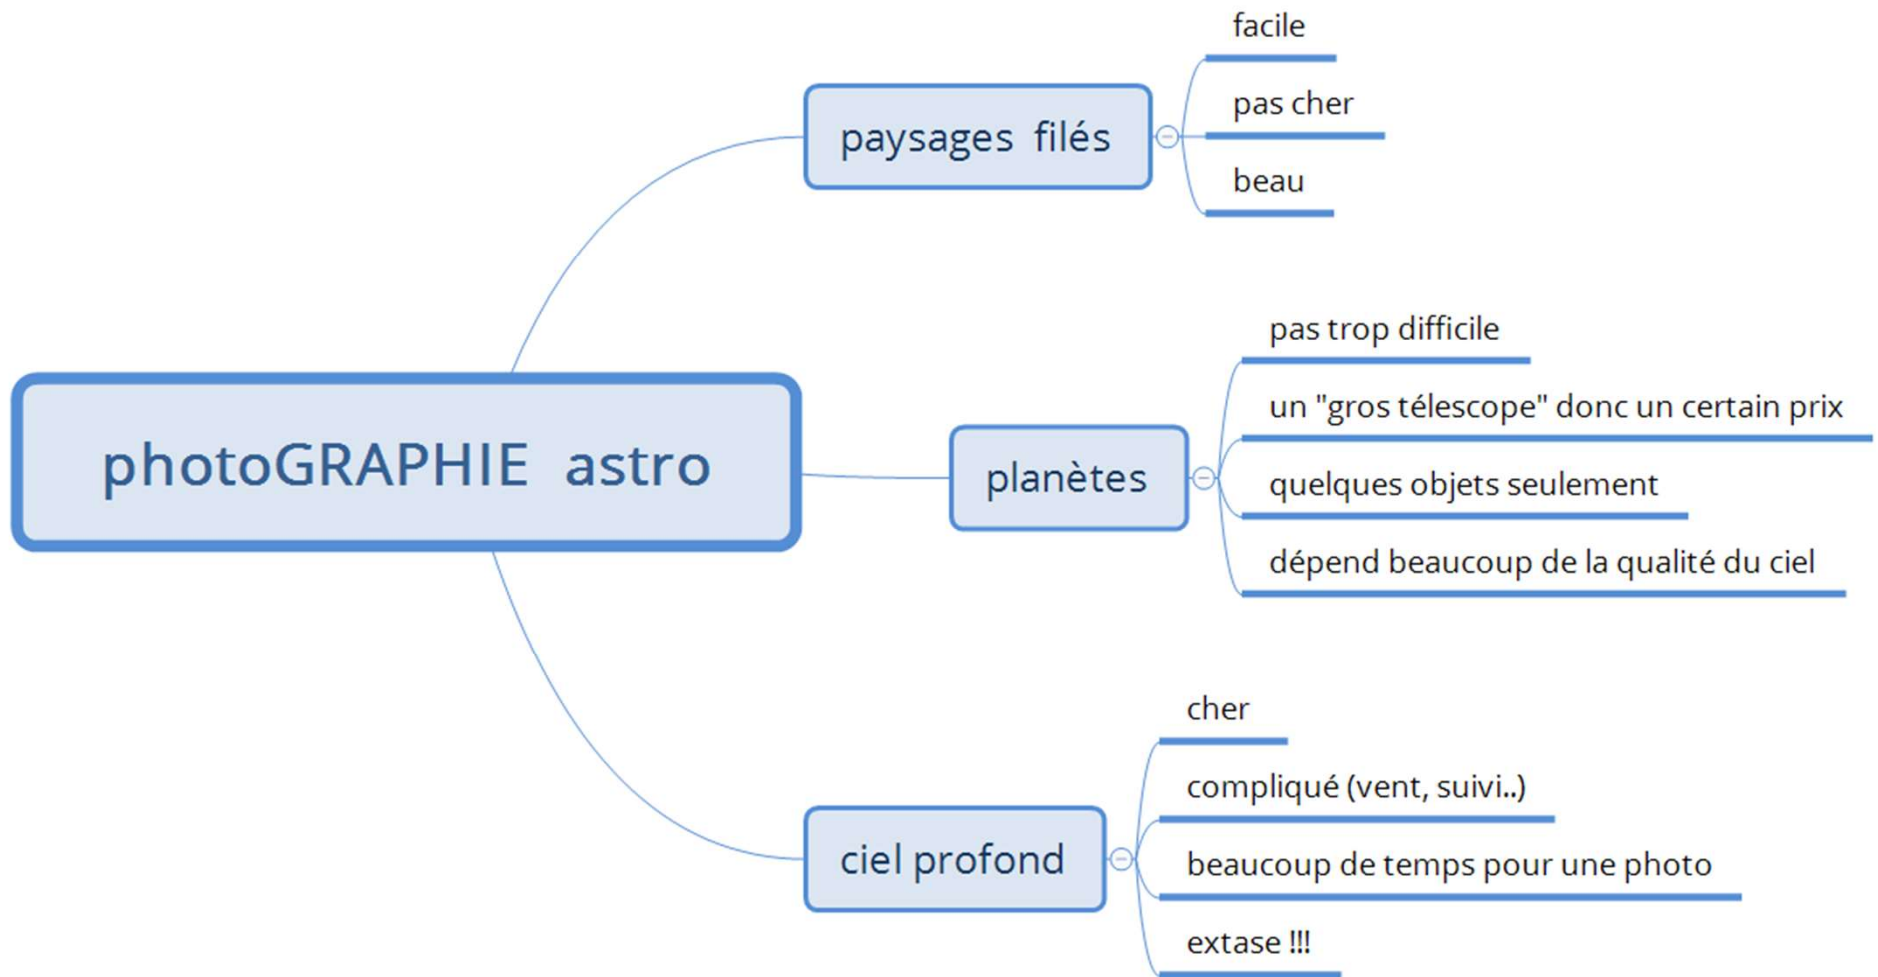 photoGRAPHIE astro
paysages filés
facile
pas cher
beau
planètes
pas trop difficile
un "gros télescope" donc un certain prix
quelques objets seulement
dépend beaucoup de la qualité du ciel
ciel profond
cher
compliqué (vent, suivi..)
beaucoup de temps pour une photo
extase !!!